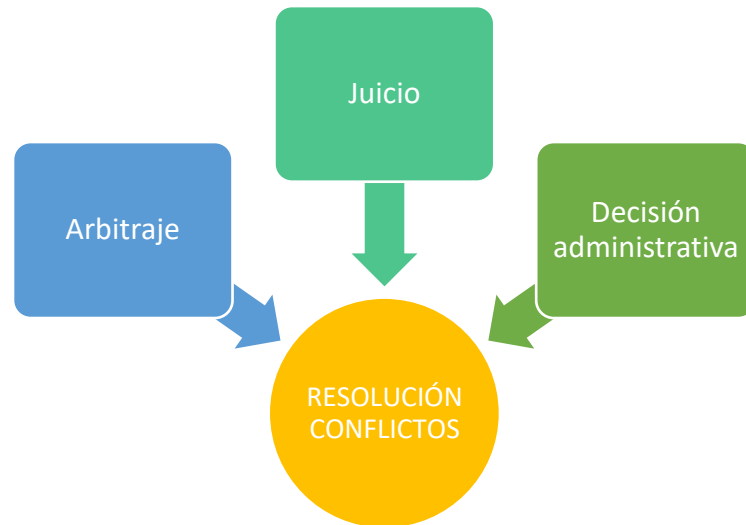 Juicio
Arbitraje
Decisión
administrativa
RESOLUCIÓN
CONFLICTOS